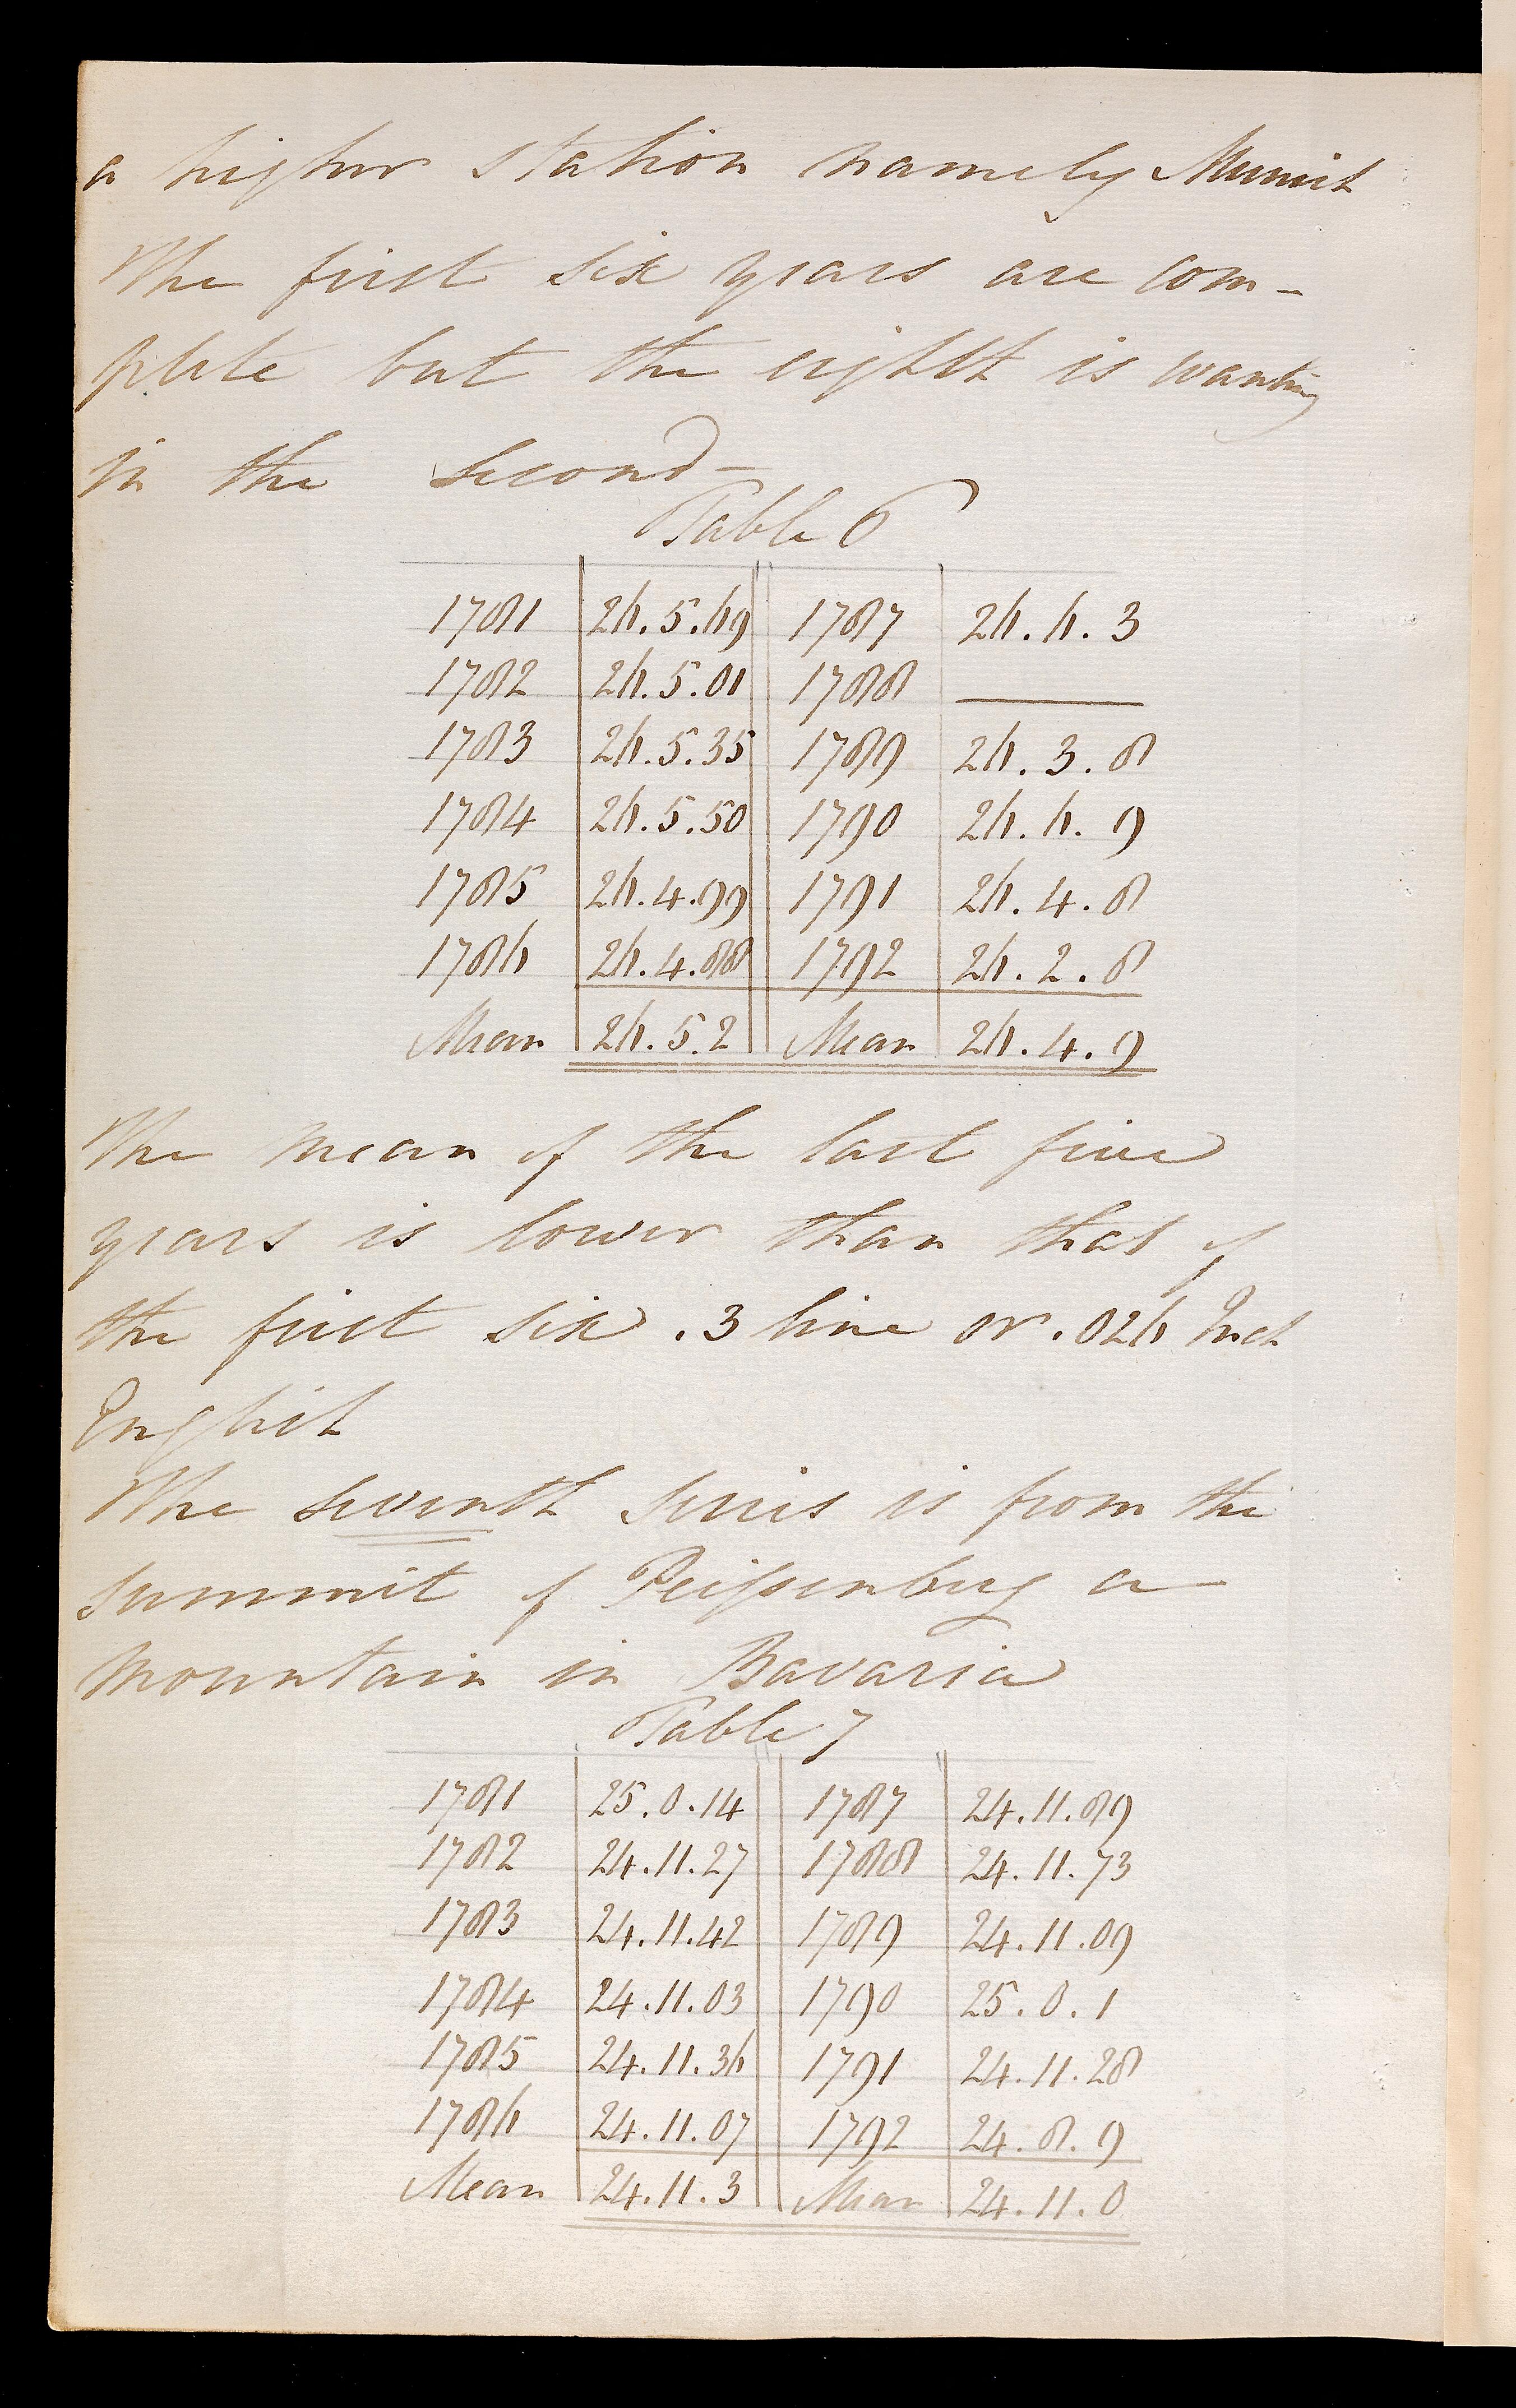 a higher station namely Munich
The first six years are com-
plete but the eighth is wanting
in the second-
Table 6
1781 26.5.69 1787 26.6.3
1782 26.5.01 1788 ———
1783 26.5.35 1789 26.3.8
1784 26.5.50 1790 26.6.9
1785 26.4.99 1791 26.4.8
1786 26.4.88 1792 26.2.8
Mean 26.5.2 Mean 26.4.9
The mean of the last five
years is lower than that of
the first six .3 line or .026 Inch
English
The seventh series is from the
summit of Peissenberg a
mountain in Bavaria
Table 7
1781 25.0.14 1787 24.11.89
1782 24.11.27 1788 24.11.73
1783 24.11.42 1789 24.11.09
1784 24.11.03 1790 25.0.1
1785 24.11.36 1791 24.11.28
1786 24.11.07 1792 24.8.9
Mean 24.11.3 Mean 24.11.0